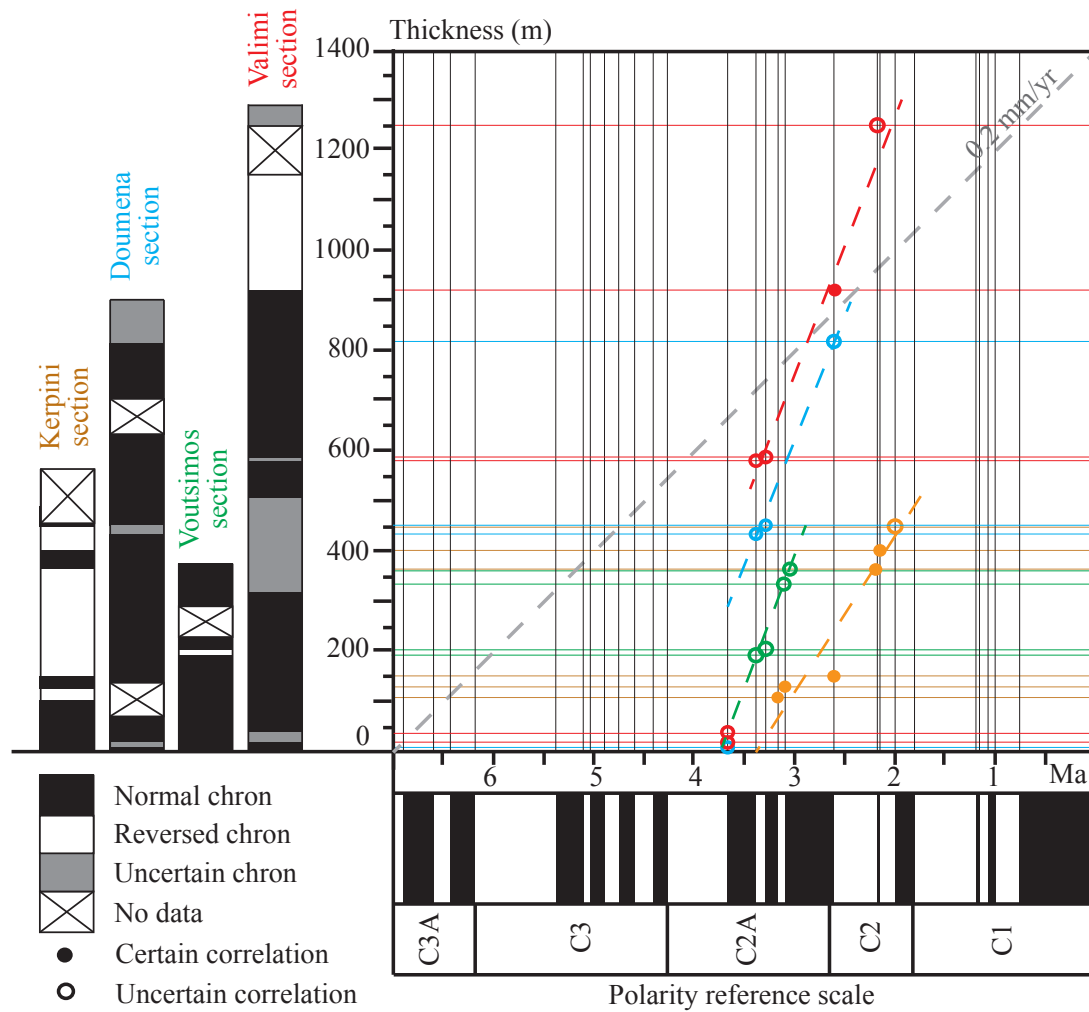 Thickness (m)
Valimi
section
Doumena
section
Kerpini
section
Voutsimos
section
1400
1200
1000
800
600
400
200
0
0.2 mm/yr
6
5
4
3
2
1
Ma
Normal chron
Reversed chron
Uncertain chron
No data
Certain correlation
Uncertain correlation
C3A
C3
C2A
C2
C1
Polarity reference scale